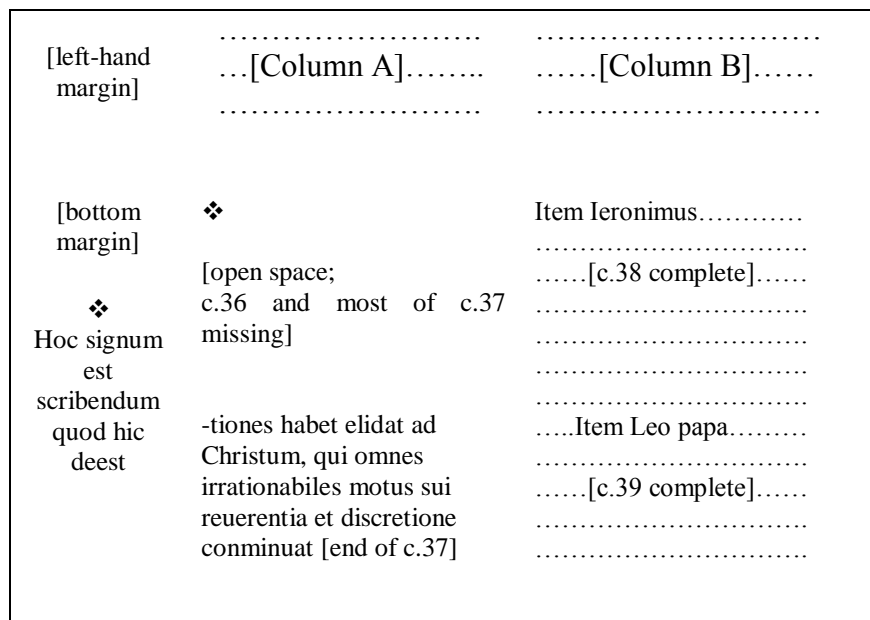 [left-hand
margin]
…………………….
…[Column A]……..
…………………….
………………………
……[Column B]……
………………………
[bottom
margin]
❖
Hoc signum
est
scribendum
quod hic
deest
❖
[open space;
c.36 and most of c.37
missing]
-tiones habet elidat ad
Christum, qui omnes
irrationabiles motus sui
reuerentia et discretione
conminuat [end of c.37]
Item Ieronimus…………
………………………….
……[c.38 complete]……
………………………….
………………………….
………………………….
………………………….
…..Item Leo papa………
………………………….
……[c.39 complete]……
………………………….
………………………….